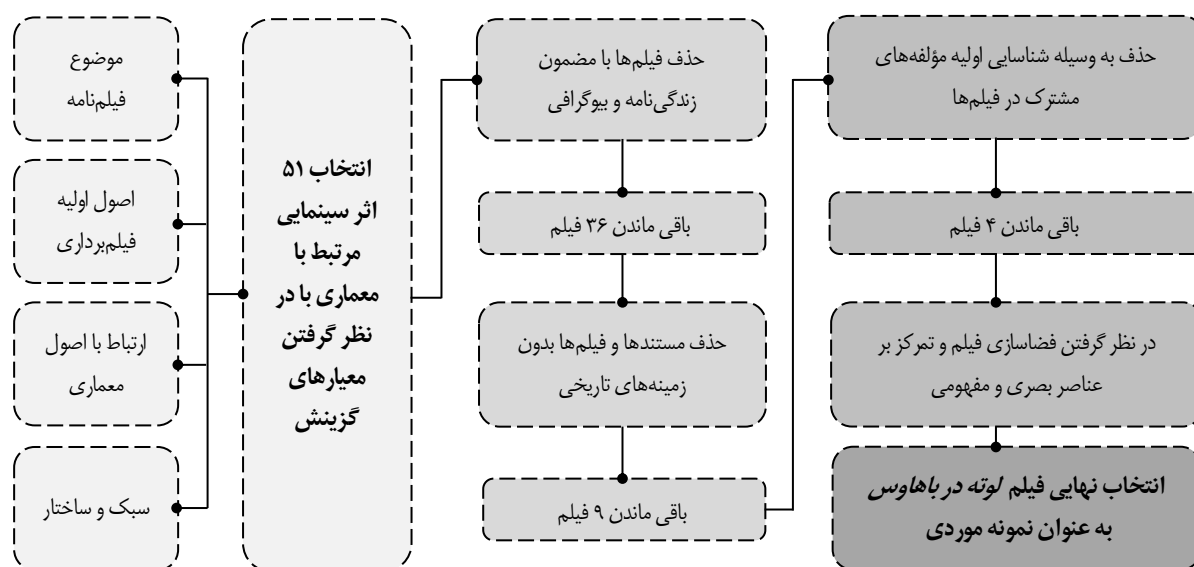 موضوع
فیلم‌نامه
اصول اولیه
فیلم‌برداری
ارتباط با اصول
معماری
سبک و ساختار
انتخاب ۵۱
اثر سینمایی
مرتبط با
معماری با در
نظر گرفتن
معیارهای
گزینش
حذف فیلم‌ها با مضمون
زندگی‌نامه و بیوگرافی
باقی ماندن ۳۶ فیلم
حذف مستندها و فیلم‌ها بدون
زمینه‌های تاریخی
باقی ماندن ۹ فیلم
حذف به وسیله شناسایی اولیه مؤلفه‌های
مشترک در فیلم‌ها
باقی ماندن ۴ فیلم
در نظر گرفتن فضاسازی فیلم و تمرکز بر
عناصر بصری و مفهومی
انتخاب نهایی فیلم لوته در باهاوس
به عنوان نمونه موردی